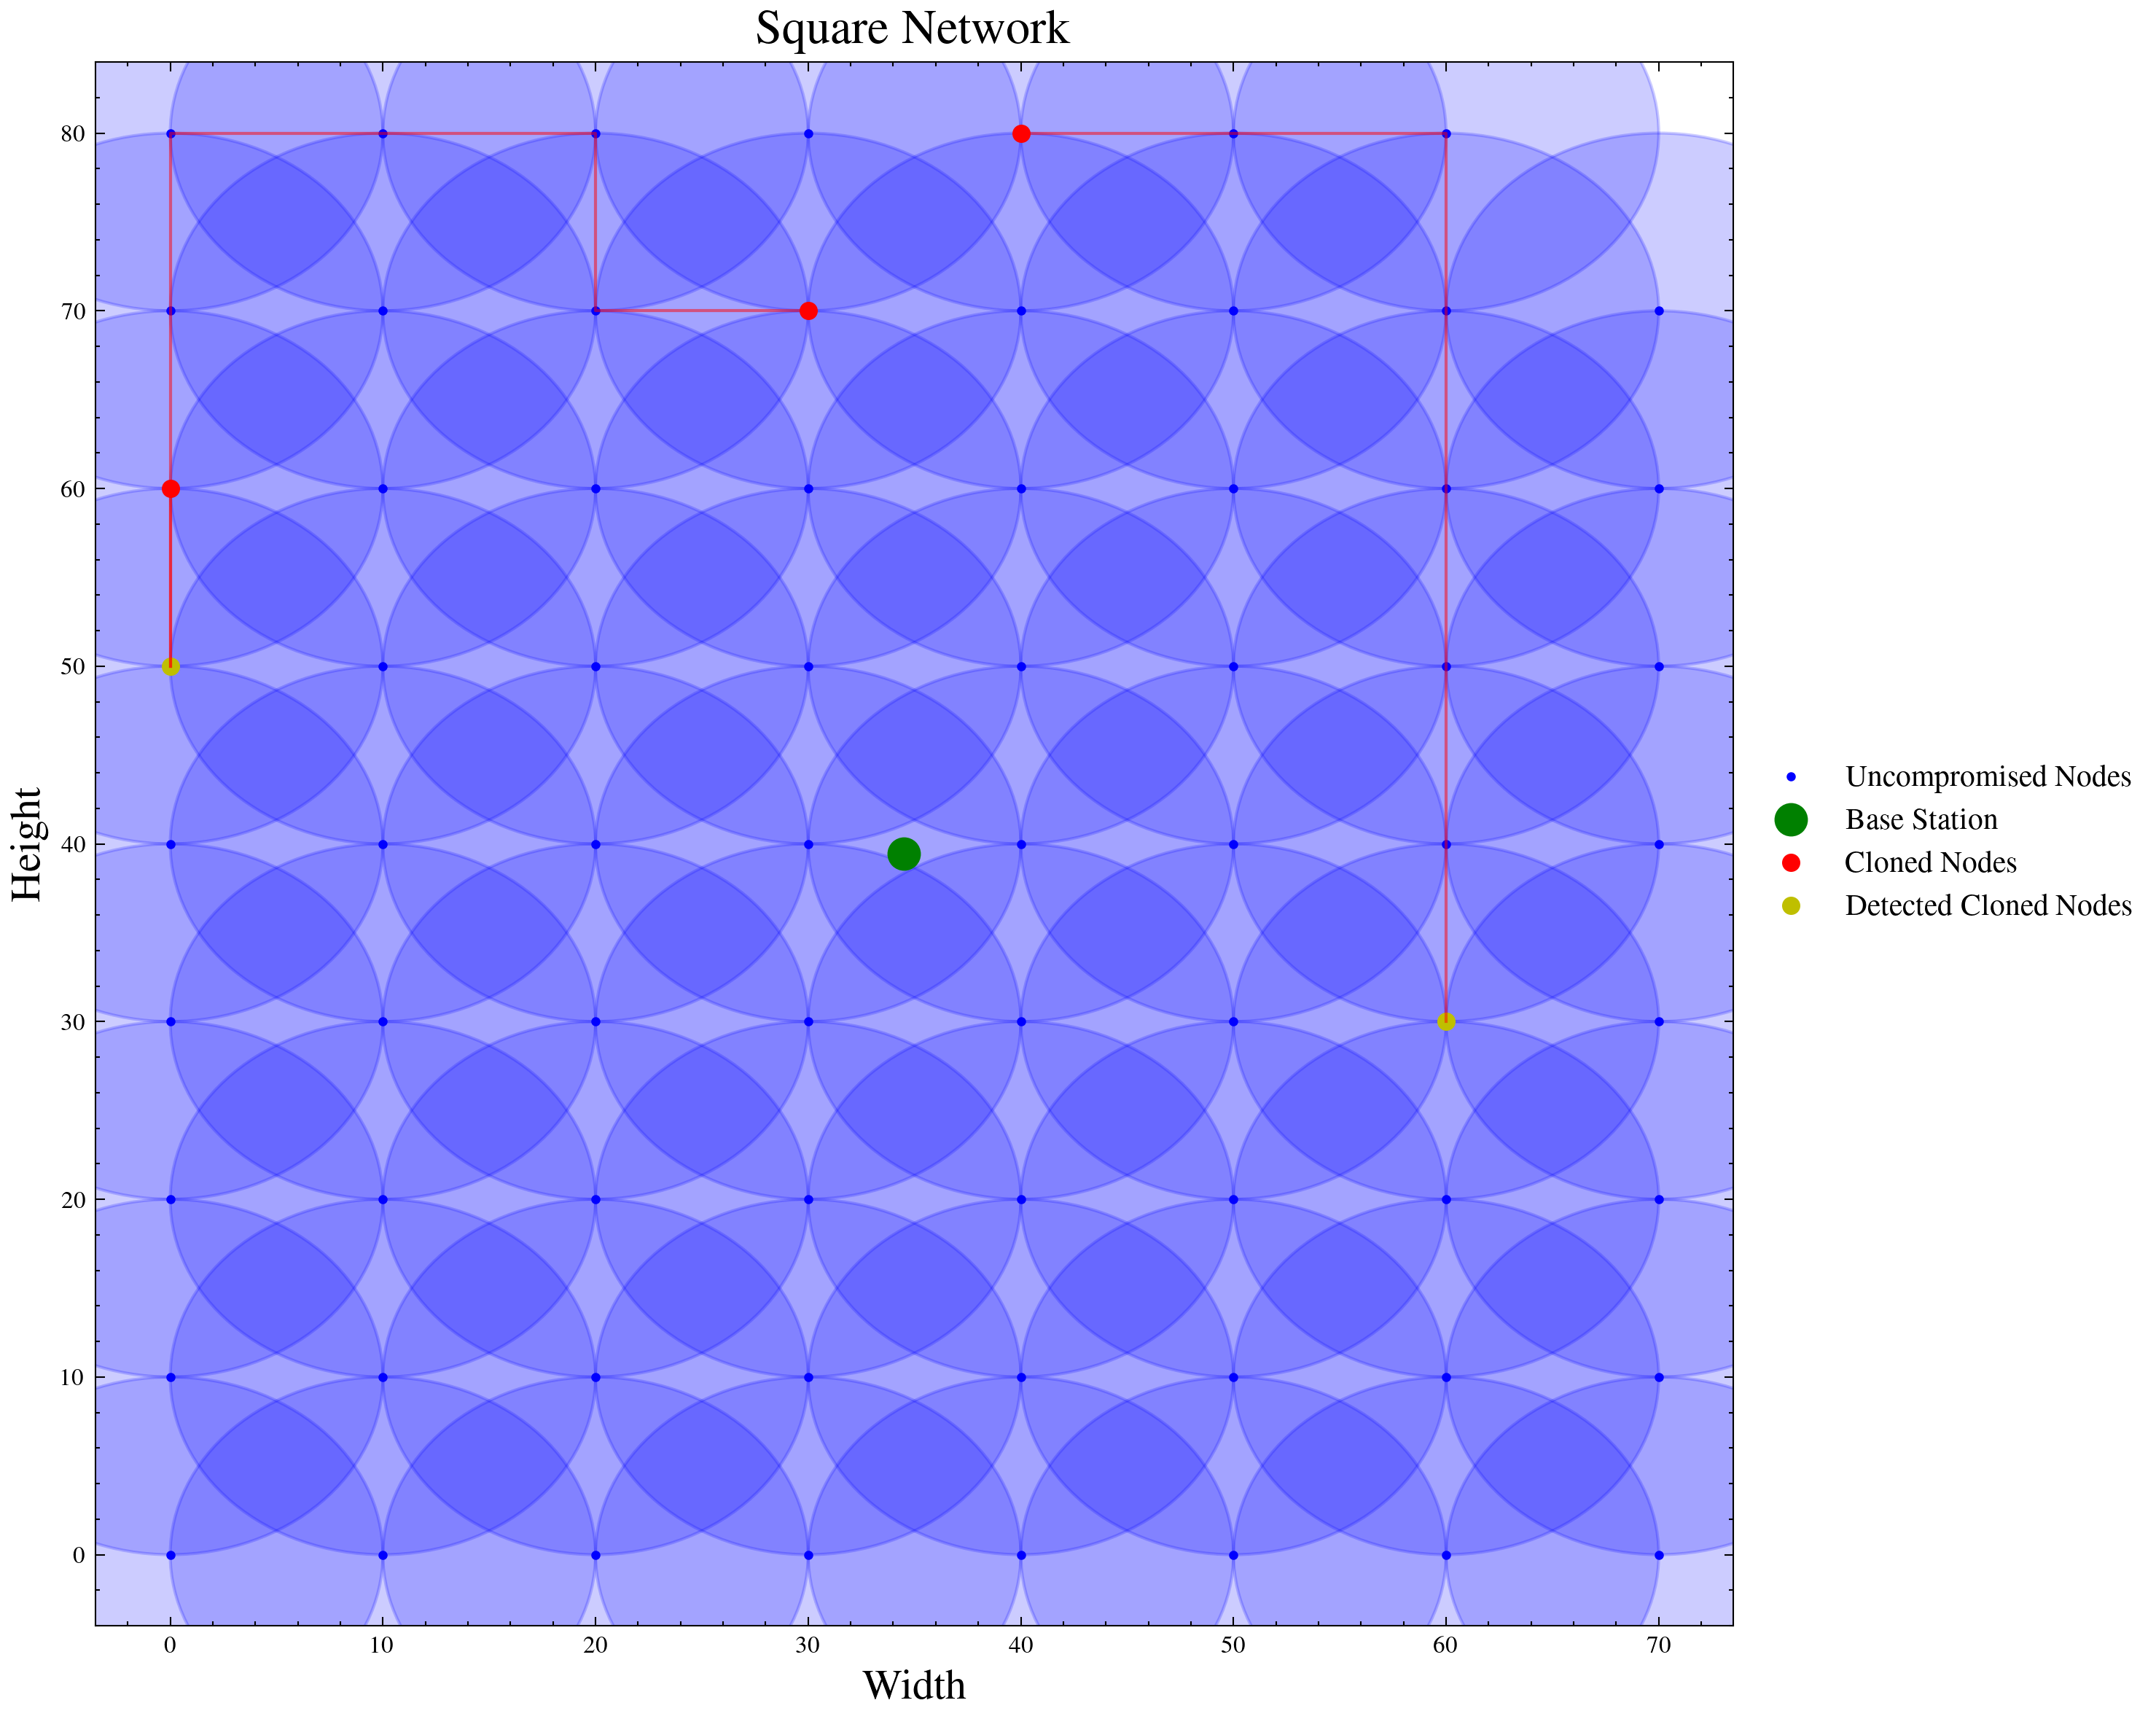 Square Network
Height
80
70
60
50
40
30
20
10
0
0 10 20 30 40 50 60 70
Width
Uncompromised Nodes
Base Station
Cloned Nodes
Detected Cloned Nodes